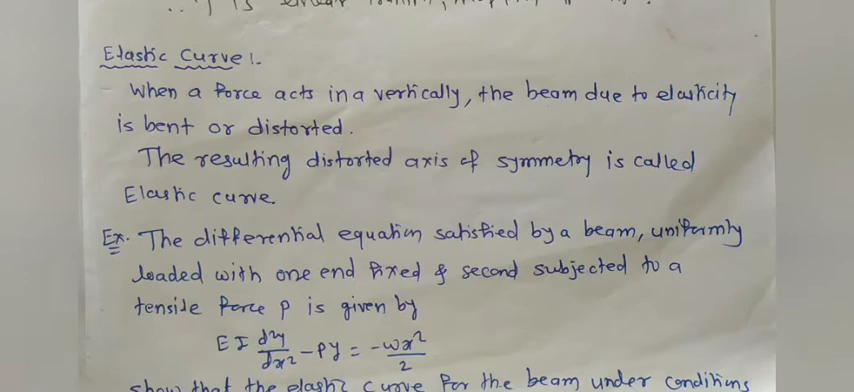 It is
Elastic Curve :-
When a force acts in a vertically, the beam due to elasticity
is bent or distorted.
The resulting distorted axis of symmetry is called
Elastic curve.
Ex. The differential equation satisfied by a beam, uniformly
loaded with one end fixed & second subjected to a
tensile force p is given by
EI d²y/dx² - Py = -wx²/2
show that the elastic curve for the beam under conditions